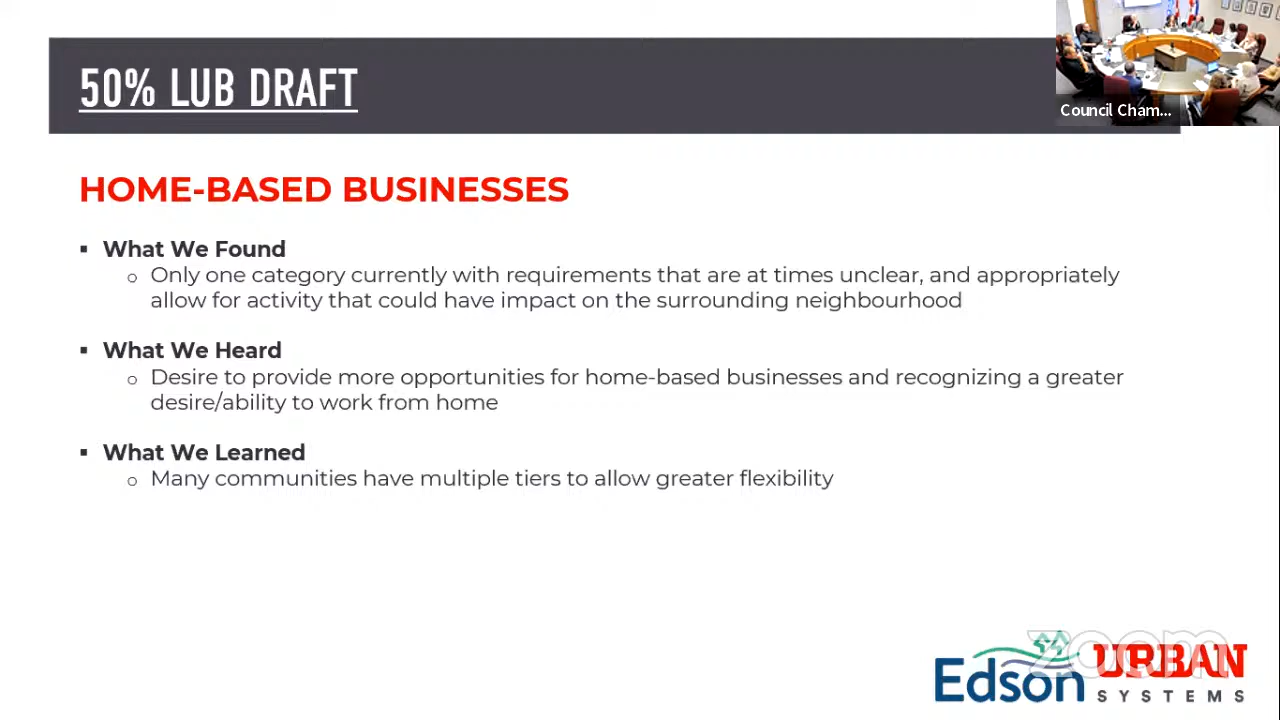 50% LUB DRAFT
Council Cham...
HOME-BASED BUSINESSES
▪ What We Found
o Only one category currently with requirements that are at times unclear, and appropriately
allow for activity that could have impact on the surrounding neighbourhood
▪ What We Heard
o Desire to provide more opportunities for home-based businesses and recognizing a greater
desire/ability to work from home
▪ What We Learned
o Many communities have multiple tiers to allow greater flexibility
zoom
Edson
URBAN
SYSTEMS